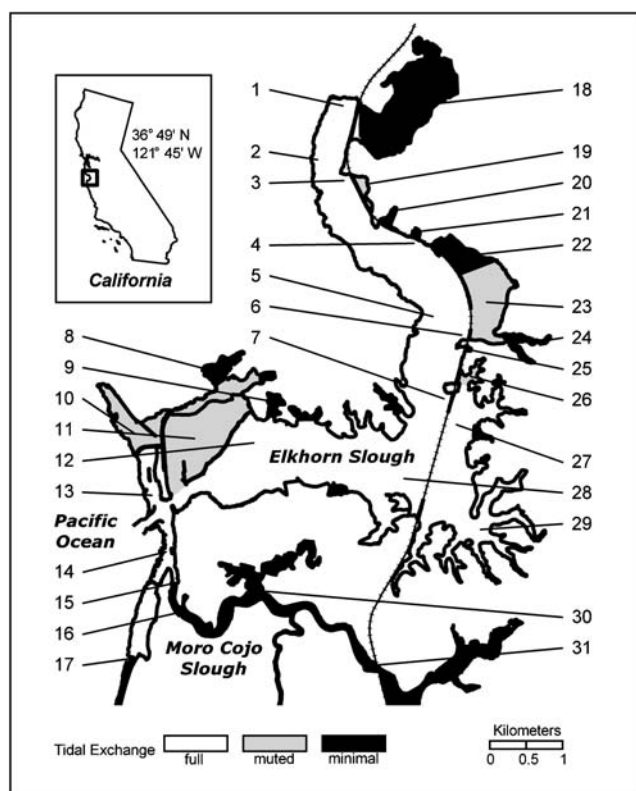 36° 49' N
121° 45' W
California
1
2
3
4
5
6
7
8
9
10
11
12
13
14
15
16
17
18
19
20
21
22
23
24
25
26
27
28
29
30
31
Elkhorn Slough
Pacific
Ocean
Moro Cojo
Slough
Tidal Exchange
full
muted
minimal
Kilometers
0 0.5 1